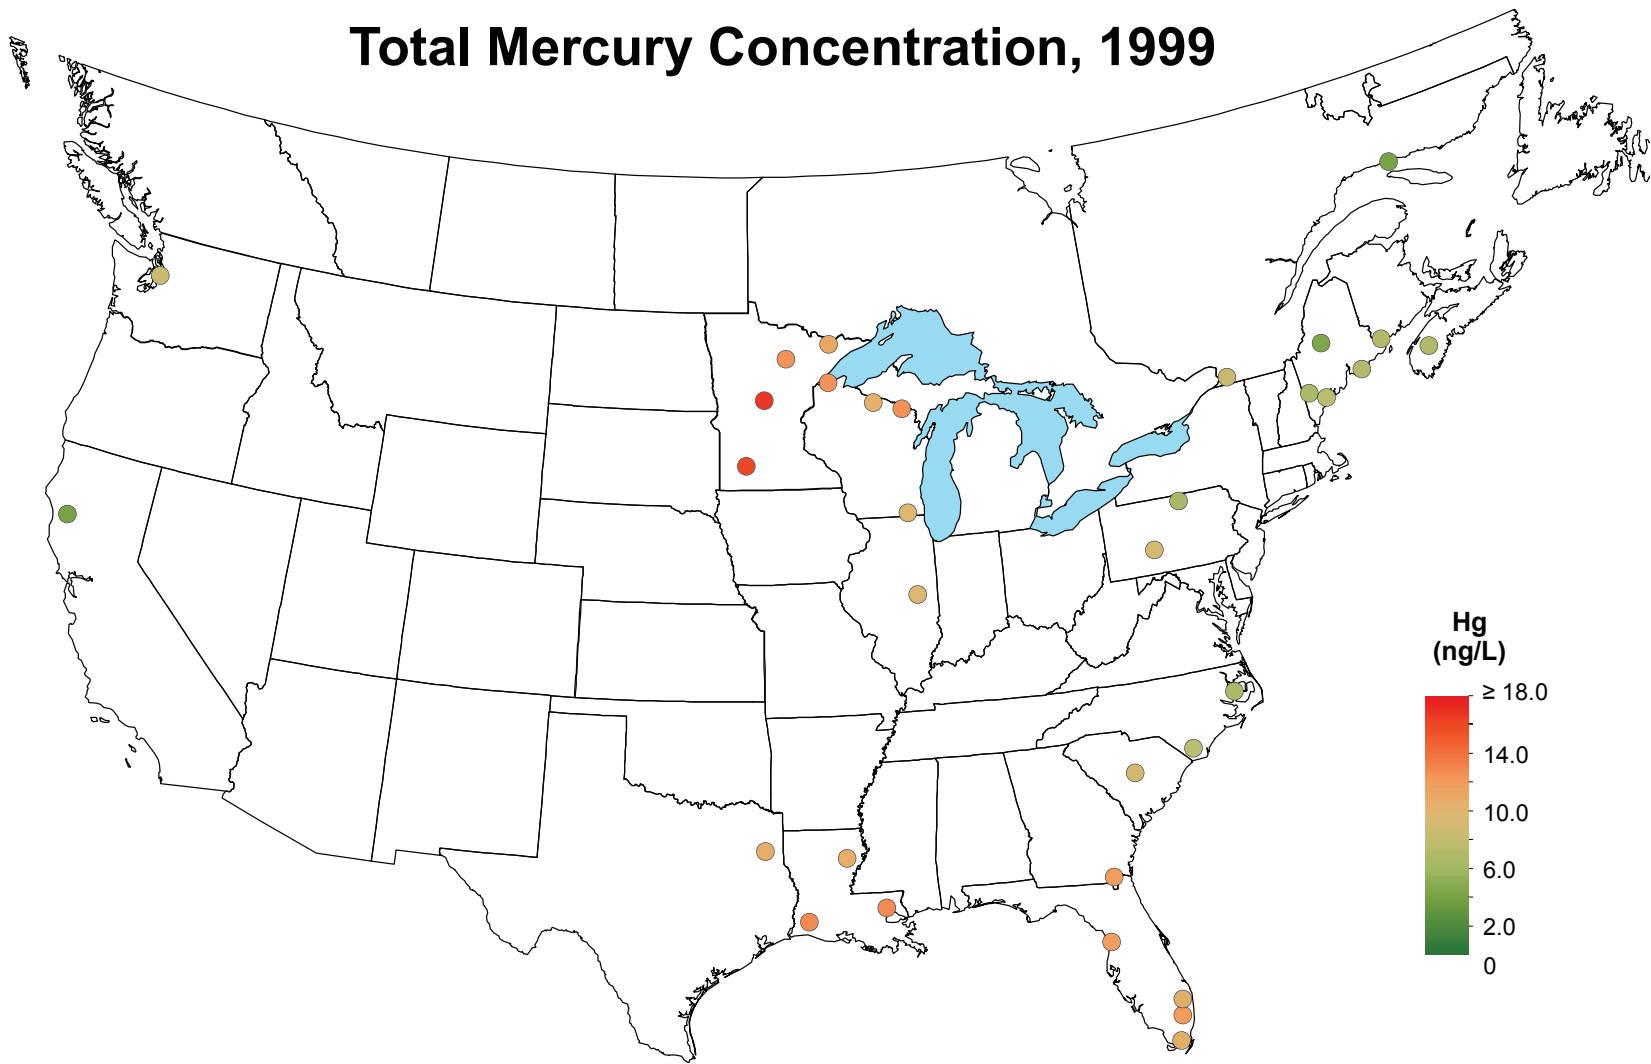 Total Mercury Concentration, 1999
Hg
(ng/L)
≥ 18.0
14.0
10.0
6.0
2.0
0